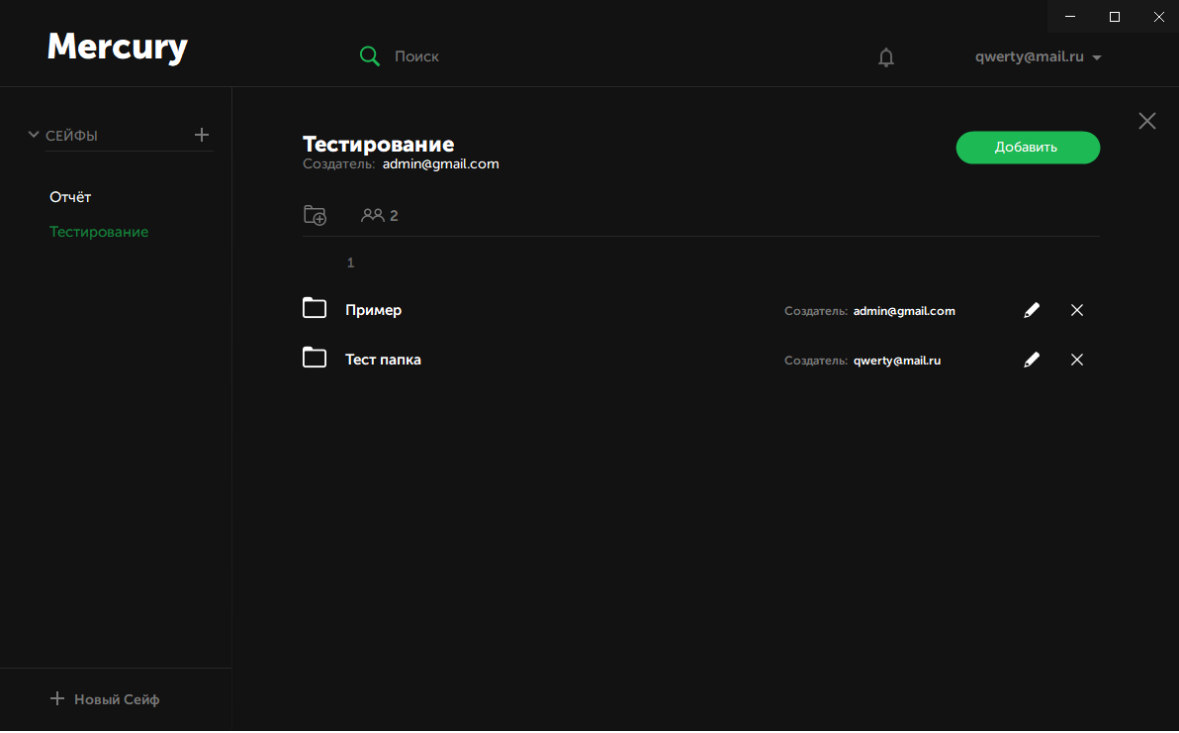 Mercury
Поиск
qwerty@mail.ru
СЕЙФЫ
Отчёт
Тестирование
Новый Сейф
Тестирование
Создатель: admin@gmail.com
Добавить
2
1
Пример Создатель: admin@gmail.com
Тест папка Создатель: qwerty@mail.ru